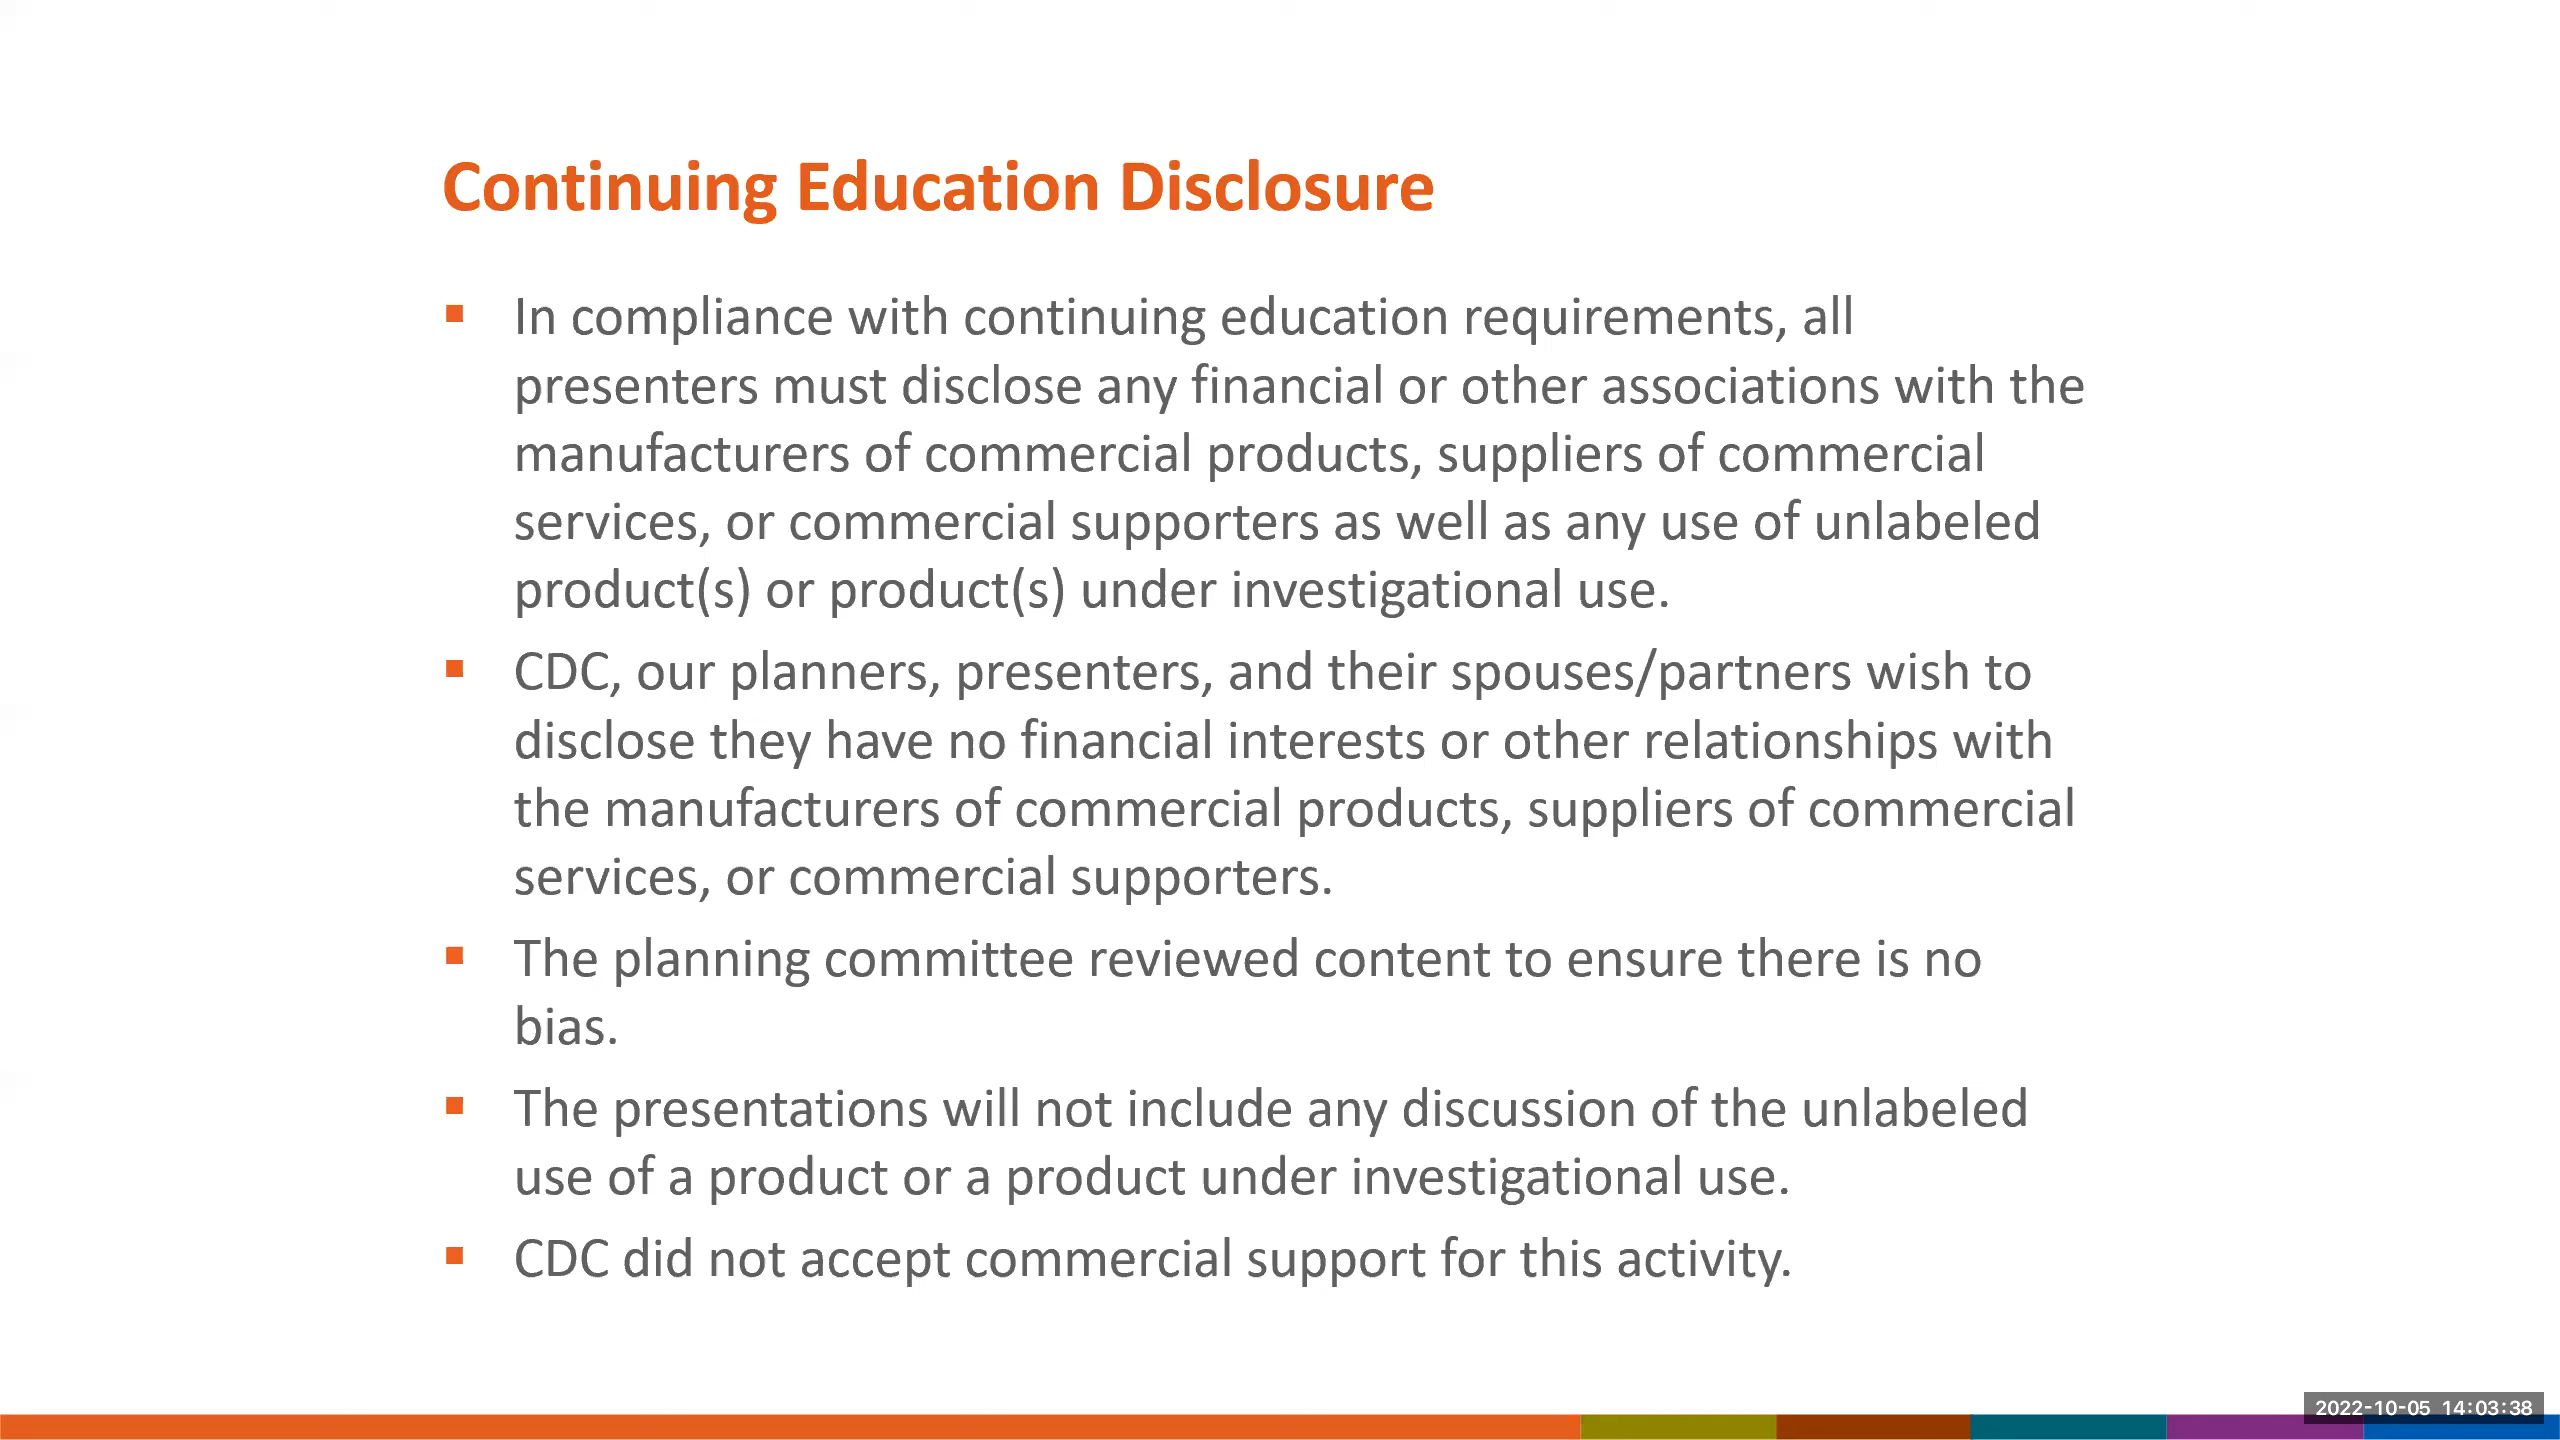 Continuing Education Disclosure
▪ In compliance with continuing education requirements, all
presenters must disclose any financial or other associations with the
manufacturers of commercial products, suppliers of commercial
services, or commercial supporters as well as any use of unlabeled
product(s) or product(s) under investigational use.
▪ CDC, our planners, presenters, and their spouses/partners wish to
disclose they have no financial interests or other relationships with
the manufacturers of commercial products, suppliers of commercial
services, or commercial supporters.
▪ The planning committee reviewed content to ensure there is no
bias.
▪ The presentations will not include any discussion of the unlabeled
use of a product or a product under investigational use.
▪ CDC did not accept commercial support for this activity.
2022-10-05 14:03:38